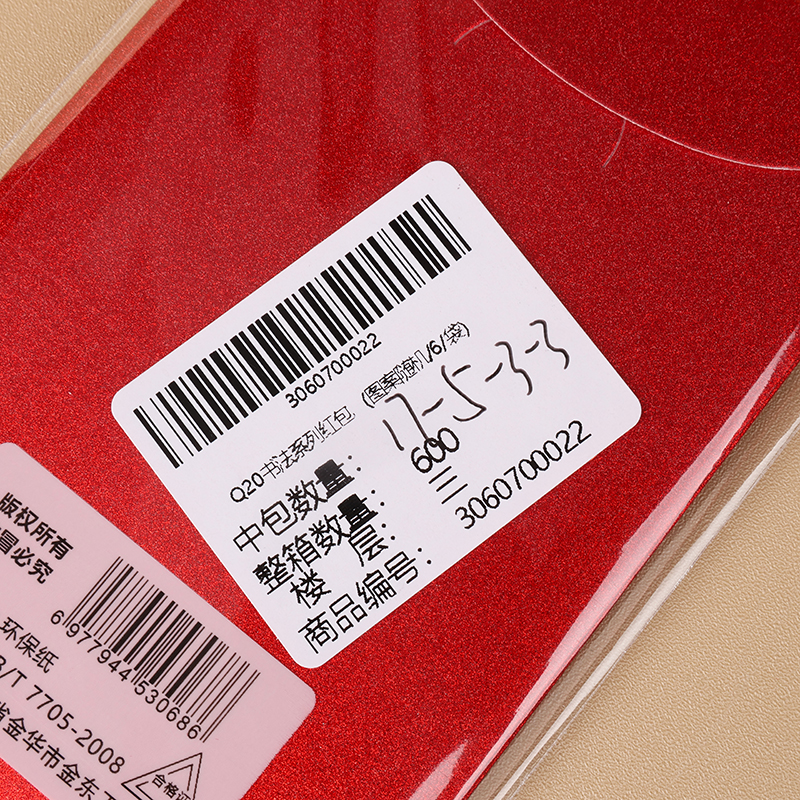 3060700022
Q20书法系列红包(图案随机/6/袋)
17-5-3-3
中包数量:
整箱数量: 600
楼 层: 三
商品编号: 3060700022
版权所有
冒必究
6 977944 530686
环保纸
/T 7705-2008
省金华市金东
合格证